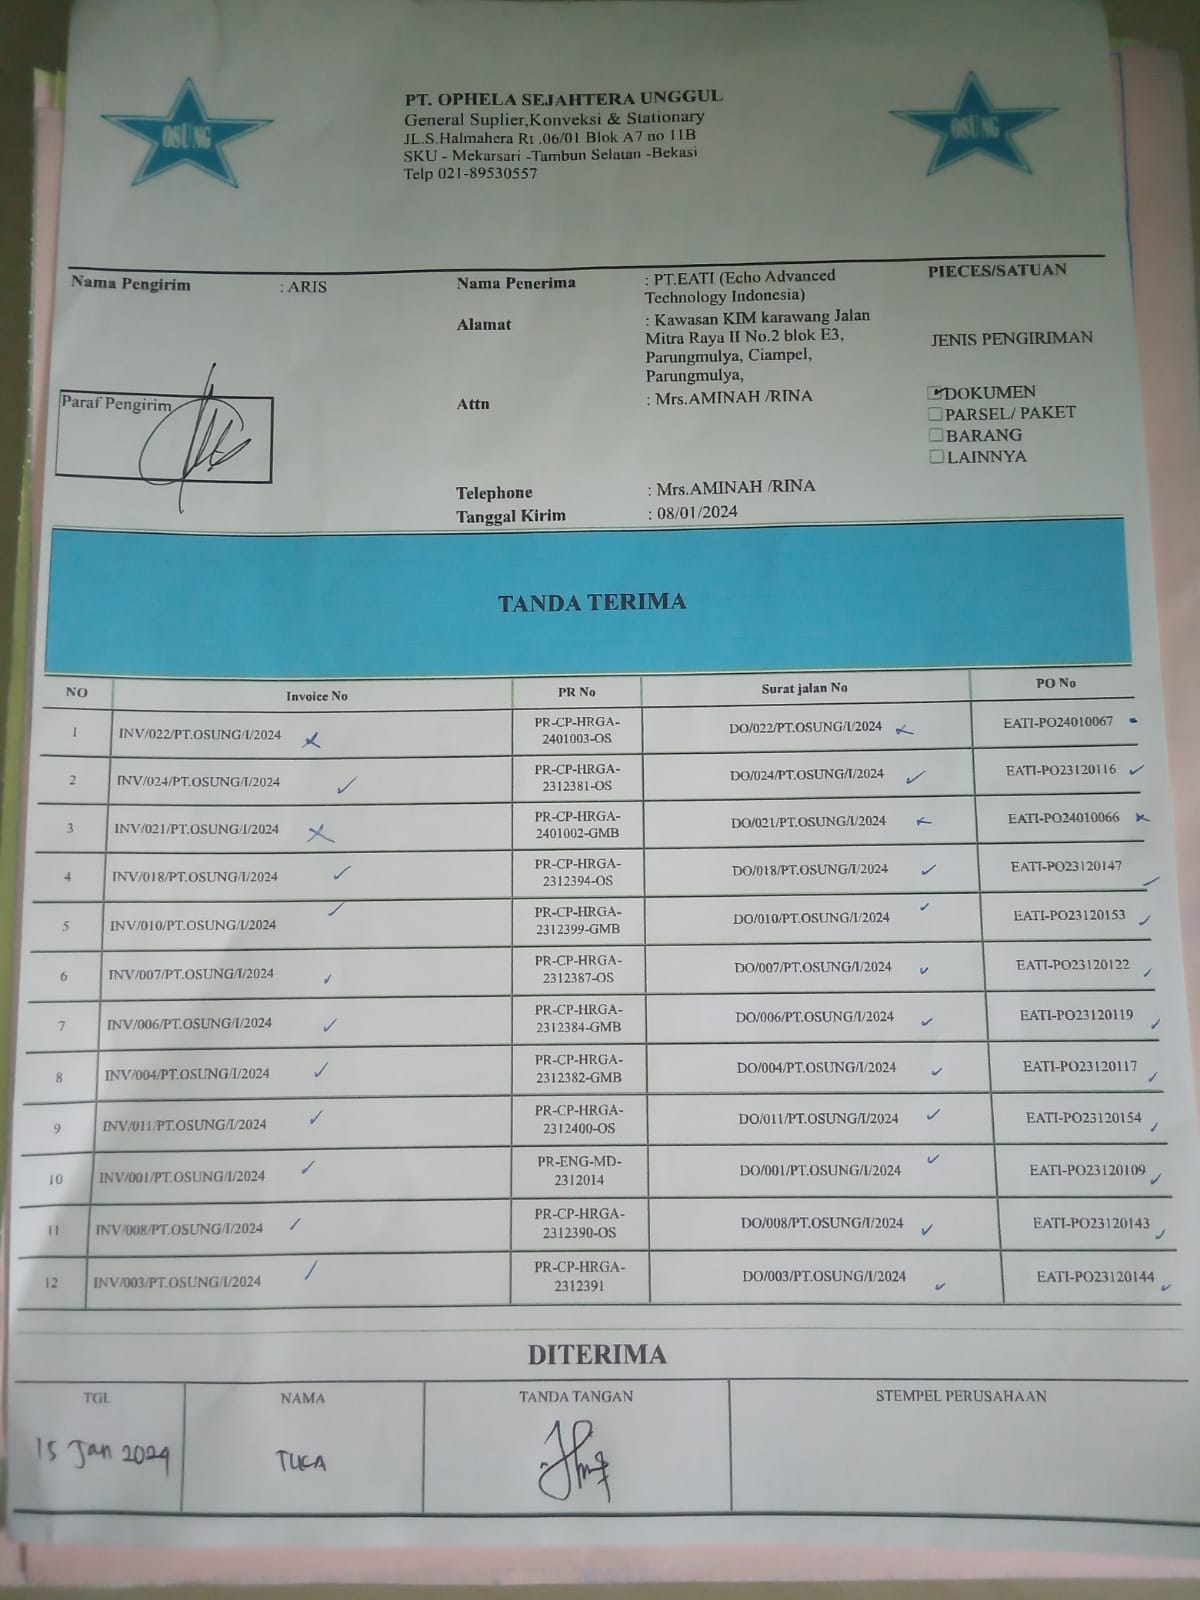 OSUNG
OSUNG
PT. OPHELA SEJAHTERA UNGGUL
General Suplier,Konveksi & Stationary
JL.S.Halmahera Rt .06/01 Blok A7 no 11B
SKU - Mekarsari -Tambun Selatan -Bekasi
Telp 021-89530557
Nama Pengirim : ARIS
Paraf Pengirim
Nama Penerima : PT.EATI (Echo Advanced
Technology Indonesia)
Alamat : Kawasan KIM karawang Jalan
Mitra Raya II No.2 blok E3,
Parungmulya, Ciampel,
Parungmulya,
Attn : Mrs.AMINAH /RINA
Telephone : Mrs.AMINAH /RINA
Tanggal Kirim : 08/01/2024
PIECES/SATUAN
JENIS PENGIRIMAN
DOKUMEN
PARSEL/ PAKET
BARANG
LAINNYA
TANDA TERIMA
NO Invoice No PR No Surat jalan No PO No
1 INV/022/PT.OSUNG/I/2024 PR-CP-HRGA-
2401003-OS DO/022/PT.OSUNG/I/2024 EATI-PO24010067
2 INV/024/PT.OSUNG/I/2024 PR-CP-HRGA-
2312381-OS DO/024/PT.OSUNG/I/2024 EATI-PO23120116
3 INV/021/PT.OSUNG/I/2024 PR-CP-HRGA-
2401002-GMB DO/021/PT.OSUNG/I/2024 EATI-PO24010066
4 INV/018/PT.OSUNG/I/2024 PR-CP-HRGA-
2312394-OS DO/018/PT.OSUNG/I/2024 EATI-PO23120147
5 INV/010/PT.OSUNG/I/2024 PR-CP-HRGA-
2312399-GMB DO/010/PT.OSUNG/I/2024 EATI-PO23120153
6 INV/007/PT.OSUNG/I/2024 PR-CP-HRGA-
2312387-OS DO/007/PT.OSUNG/I/2024 EATI-PO23120122
7 INV/006/PT.OSUNG/I/2024 PR-CP-HRGA-
2312384-GMB DO/006/PT.OSUNG/I/2024 EATI-PO23120119
8 INV/004/PT.OSUNG/I/2024 PR-CP-HRGA-
2312382-GMB DO/004/PT.OSUNG/I/2024 EATI-PO23120117
9 INV/011/PT.OSUNG/I/2024 PR-CP-HRGA-
2312400-OS DO/011/PT.OSUNG/I/2024 EATI-PO23120154
10 INV/001/PT.OSUNG/I/2024 PR-ENG-MD-
2312014 DO/001/PT.OSUNG/I/2024 EATI-PO23120109
11 INV/008/PT.OSUNG/I/2024 PR-CP-HRGA-
2312390-OS DO/008/PT.OSUNG/I/2024 EATI-PO23120143
12 INV/003/PT.OSUNG/I/2024 PR-CP-HRGA-
2312391 DO/003/PT.OSUNG/I/2024 EATI-PO23120144
DITERIMA
TGL NAMA TANDA TANGAN STEMPEL PERUSAHAAN
15 Jan 2024